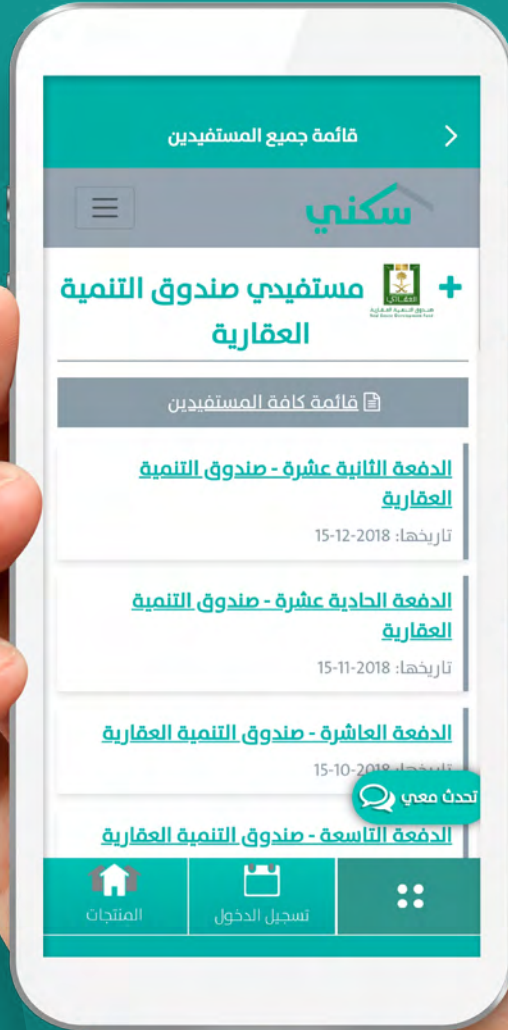 قائمة جميع المستفيدين
سكني
مستفيدي صندوق التنمية
العقارية
قائمة كافة المستفيدين
الدفعة الثانية عشرة - صندوق التنمية
العقارية
تاريخها: 2018-12-15
الدفعة الحادية عشرة - صندوق التنمية
العقارية
تاريخها: 2018-11-15
الدفعة العاشرة - صندوق التنمية العقارية
تاريخها: 2018-10-15
تحدث معي
الدفعة التاسعة - صندوق التنمية العقارية
تسجيل الدخول
المنتجات